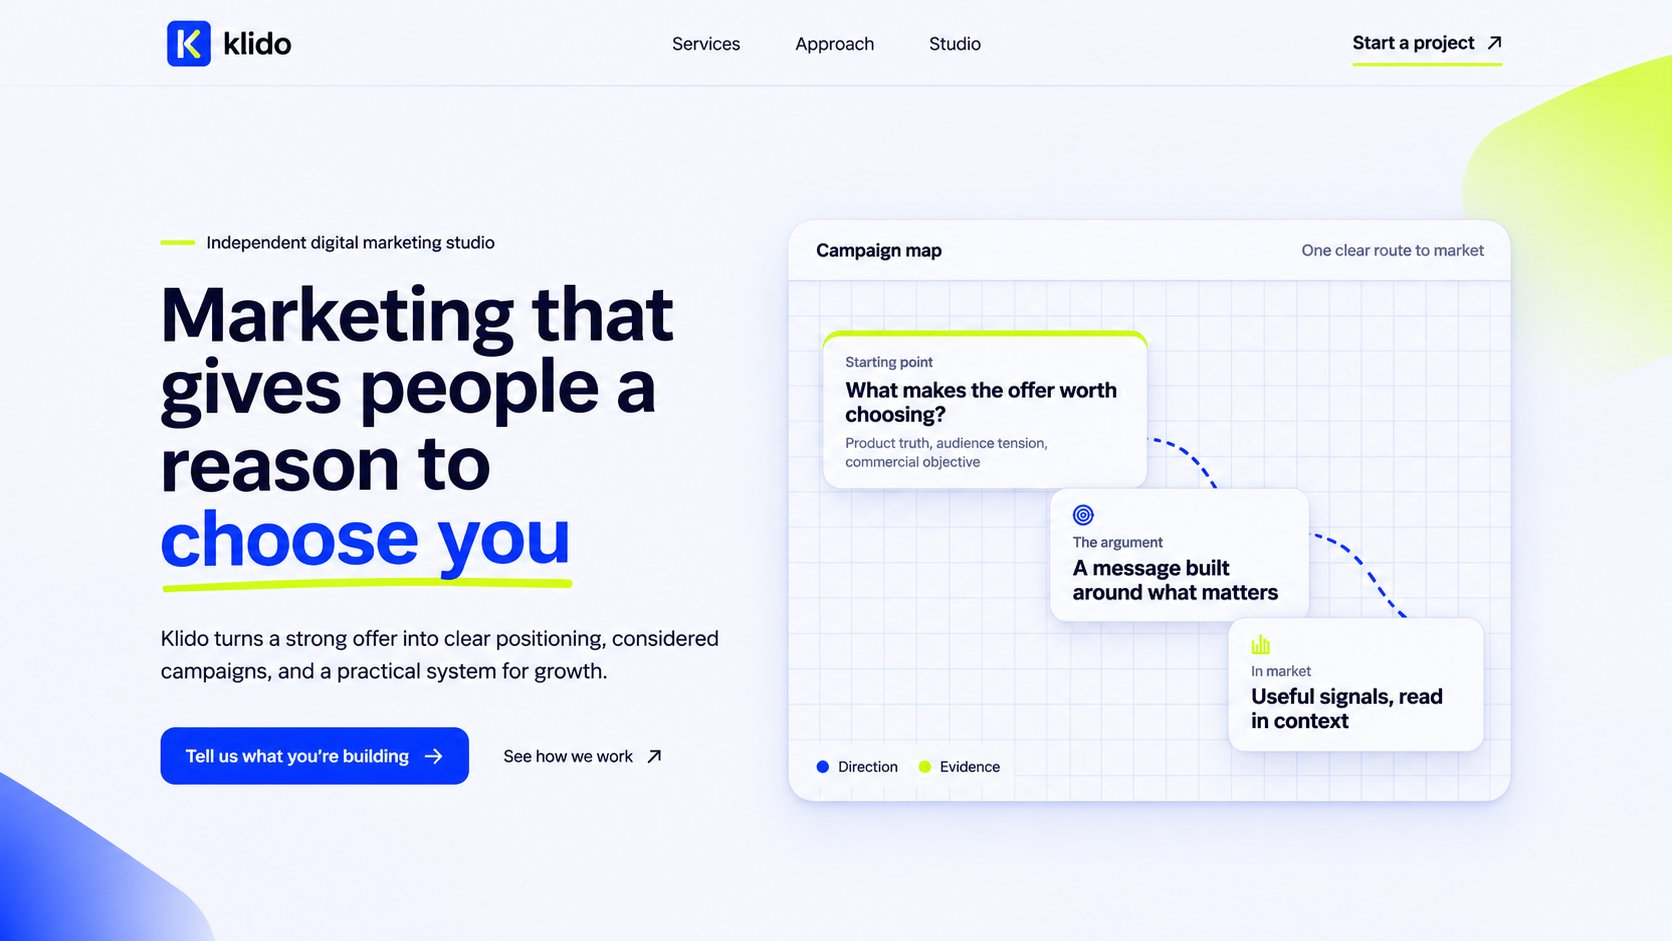 klido
Services
Approach
Studio
Start a project
Independent digital marketing studio
Marketing that
gives people a
reason to
choose you
Klido turns a strong offer into clear positioning, considered
campaigns, and a practical system for growth.
Tell us what you're building
See how we work
Campaign map
One clear route to market
Starting point
What makes the offer worth
choosing?
Product truth, audience tension,
commercial objective
The argument
A message built
around what matters
In market
Useful signals, read
in context
Direction
Evidence